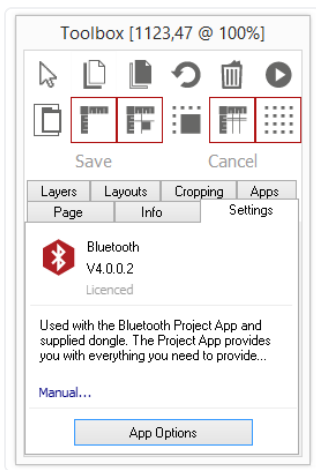 Toolbox [1123,47 @ 100%]
Save Cancel
Layers Layouts Cropping Apps
Page Info Settings
Bluetooth
V4.0.0.2
Licenced
Used with the Bluetooth Project App and
supplied dongle. The Project App provides
you with everything you need to provide...
Manual...
App Options